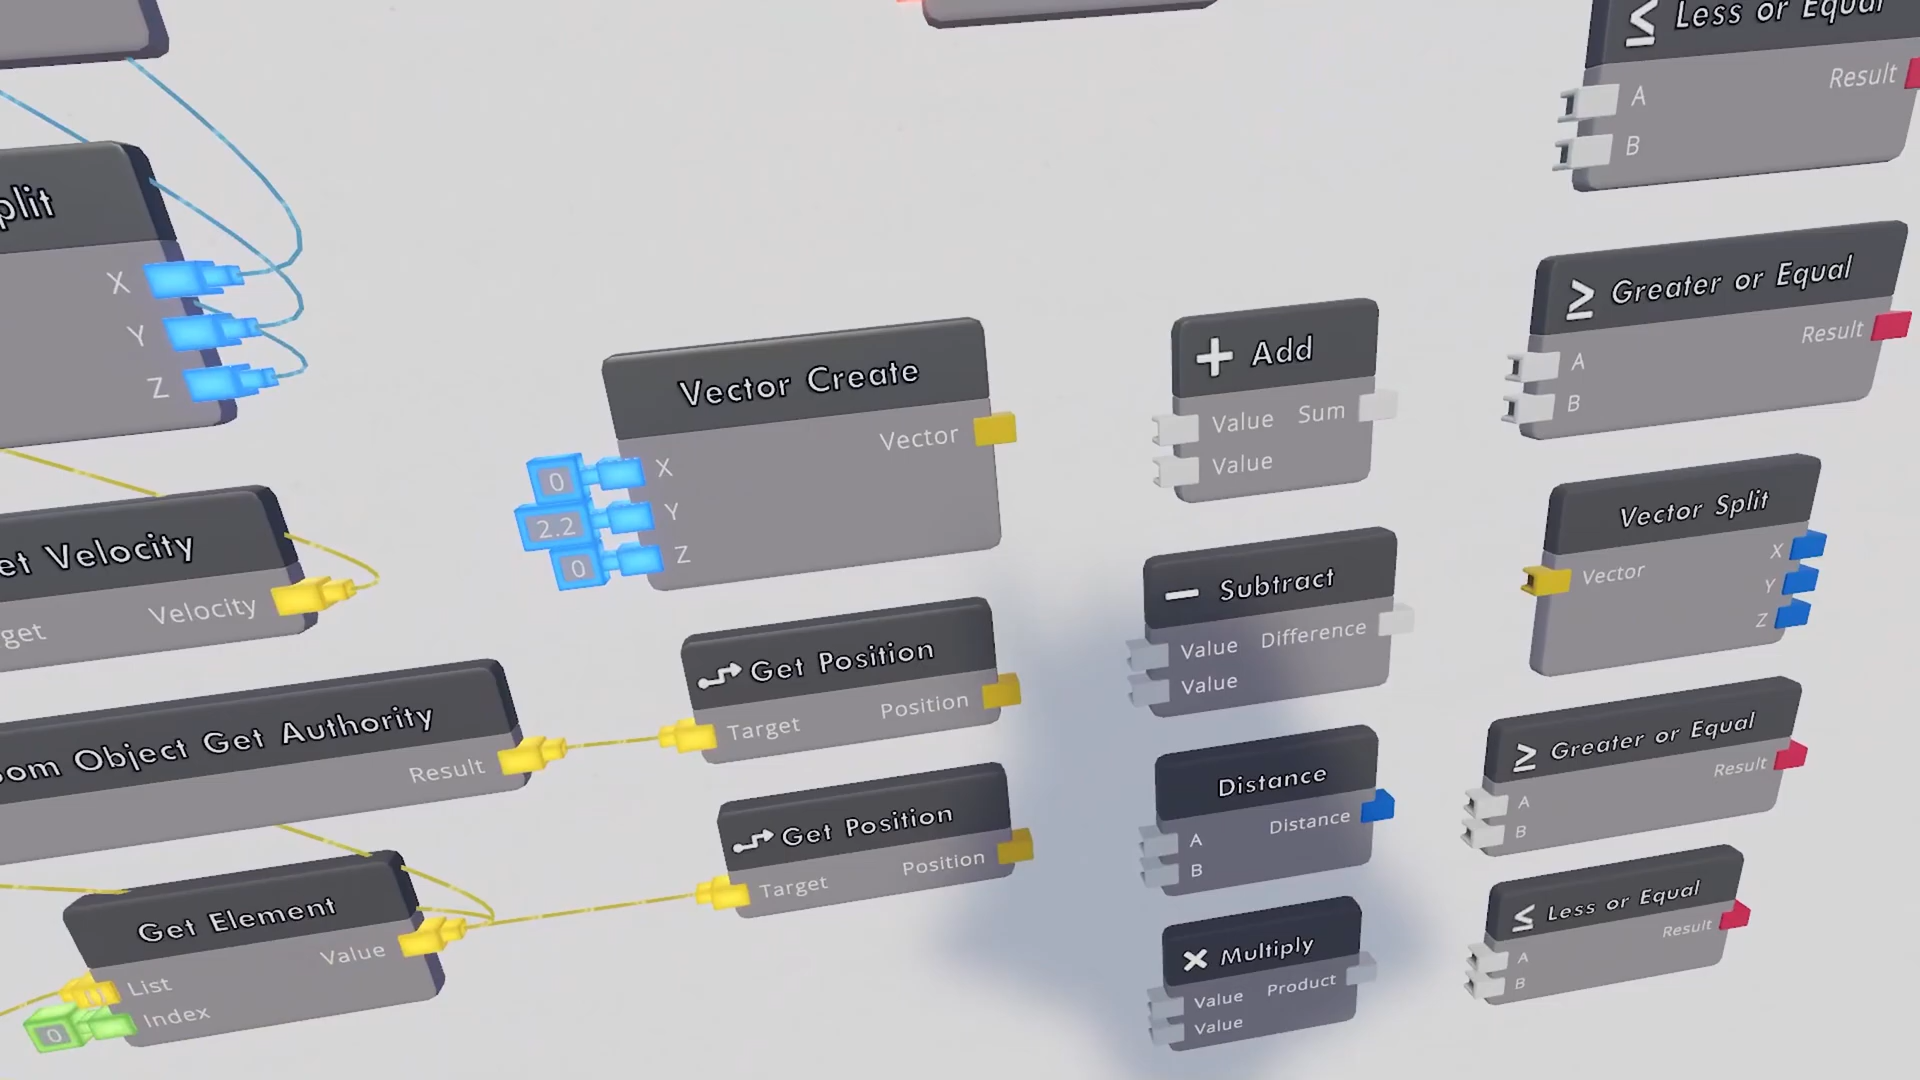 ≤ Less or Equal
A
Result
B
plit
X
Y
Z
≥ Greater or Equal
A
Result
B
Vector Create
X
Vector
Y
Z
0
2.2
0
+ Add
Value Sum
Value
Vector Split
X
Vector
Y
Z
et Velocity
get Velocity
− Subtract
Value Difference
Value
Get Position
Target Position
om Object Get Authority
Result
≥ Greater or Equal
Result
A
B
Distance
A Distance
B
Get Position
Target Position
Get Element
Value
List
0 Index
× Multiply
Value Product
Value
≤ Less or Equal
Result
A
B